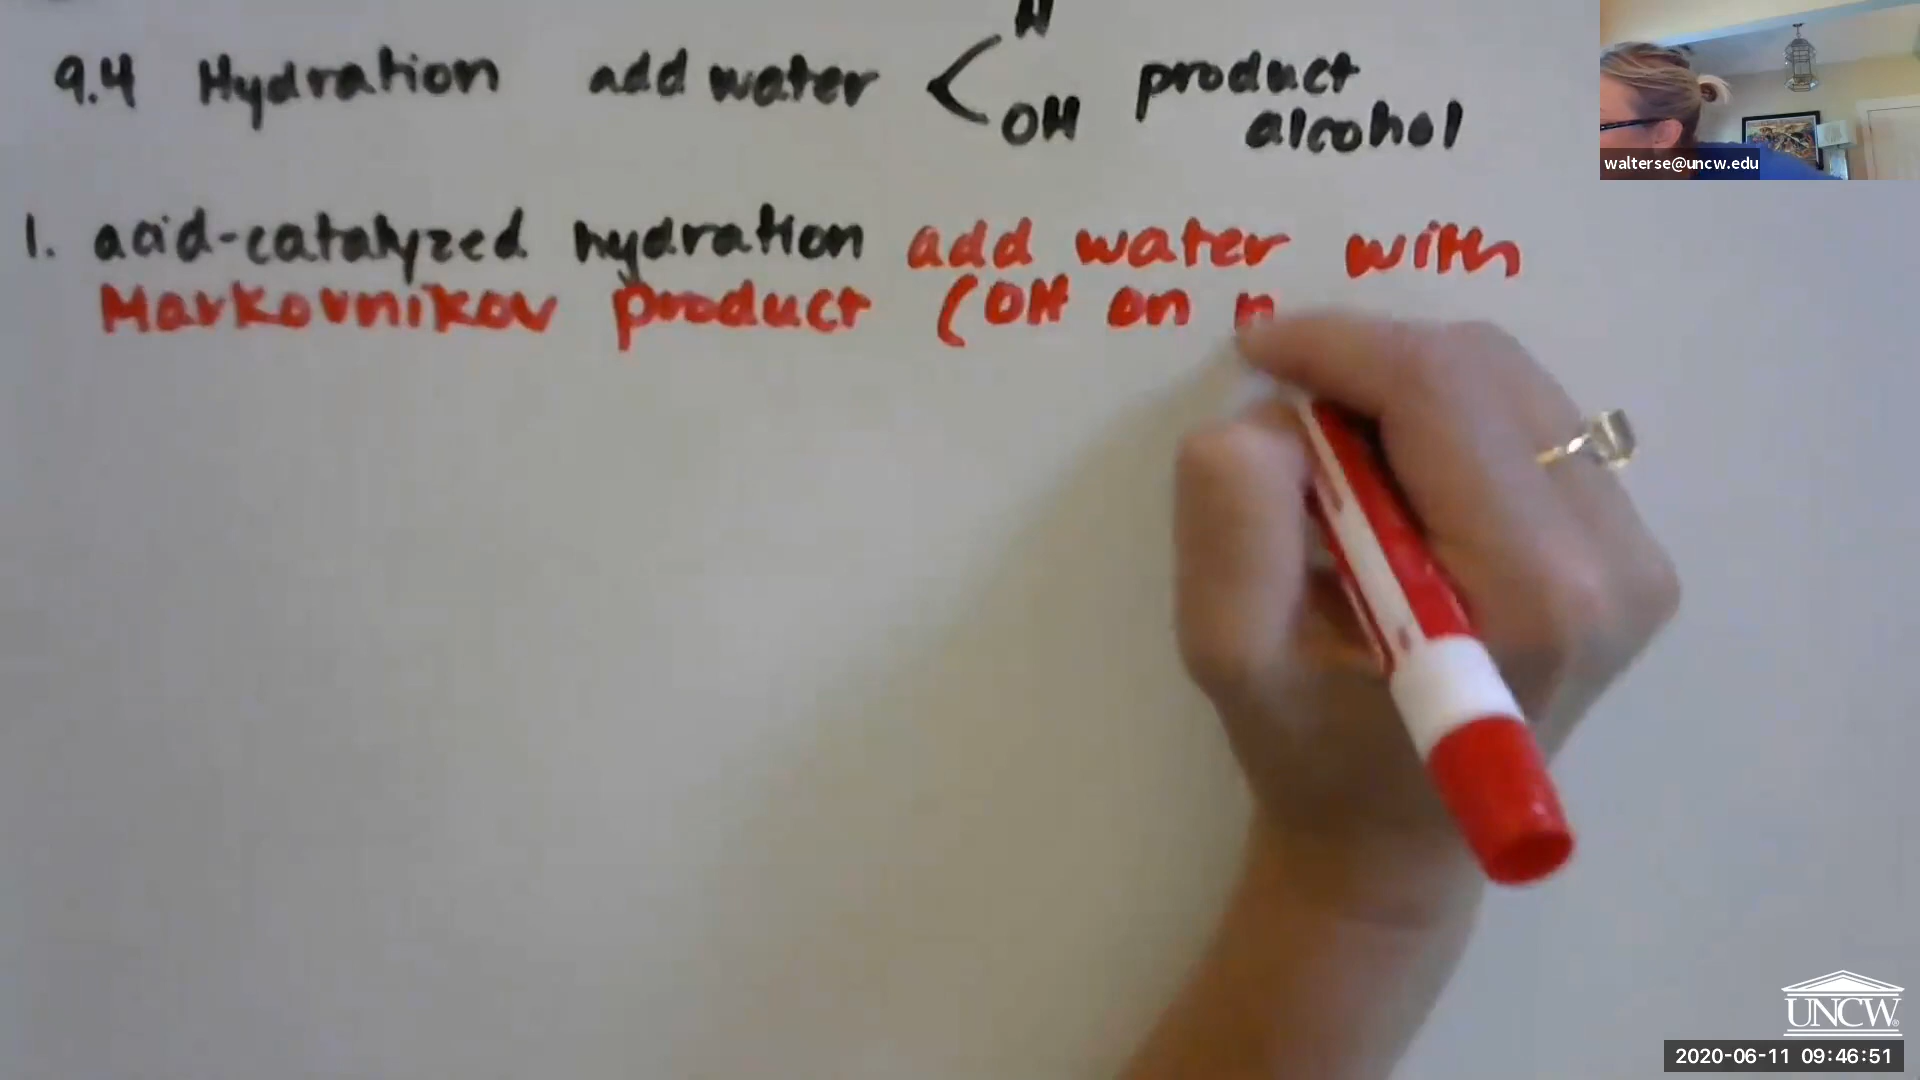 H
9.4 Hydration add water < OH product
alcohol
1. acid-catalyzed hydration add water with
Markovnikov product (OH on
walterse@uncw.edu
UNCW
2020-06-11 09:46:51